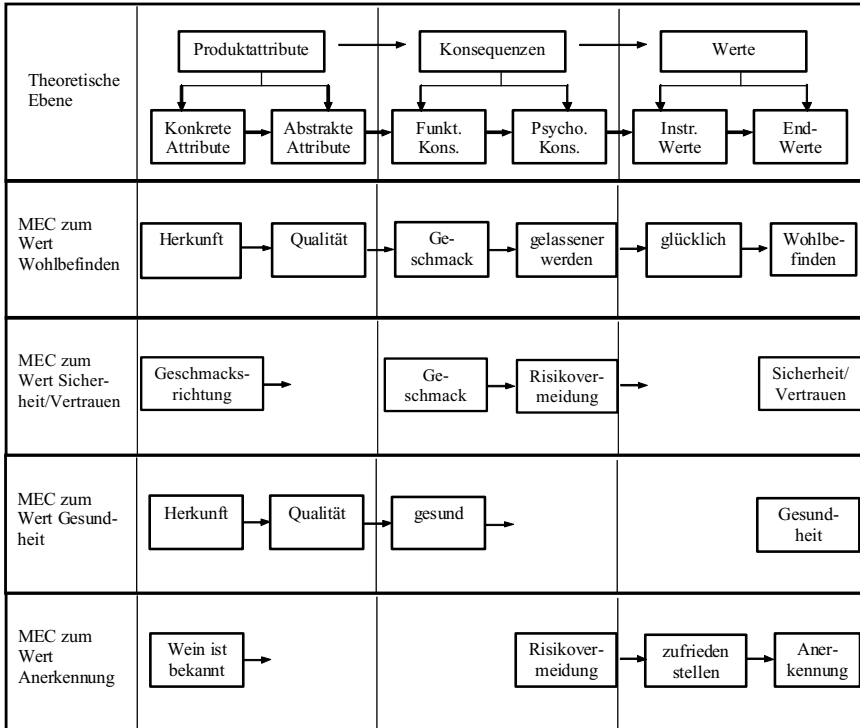 Theoretische
Ebene
Produktattribute
Konsequenzen
Werte
Konkrete
Attribute
Abstrakte
Attribute
Funkt.
Kons.
Psycho.
Kons.
Instr.
Werte
End-
Werte
MEC zum
Wert
Wohlbefinden
Herkunft
Qualität
Ge-
schmack
gelassener
werden
glücklich
Wohlbe-
finden
MEC zum
Wert Sicher-
heit/Vertrauen
Geschmacks-
richtung
Ge-
schmack
Risikover-
meidung
Sicherheit/
Vertrauen
MEC zum
Wert Gesund-
heit
Herkunft
Qualität
gesund
Gesund-
heit
MEC zum
Wert
Anerkennung
Wein ist
bekannt
Risikover-
meidung
zufrieden
stellen
Aner-
kennung